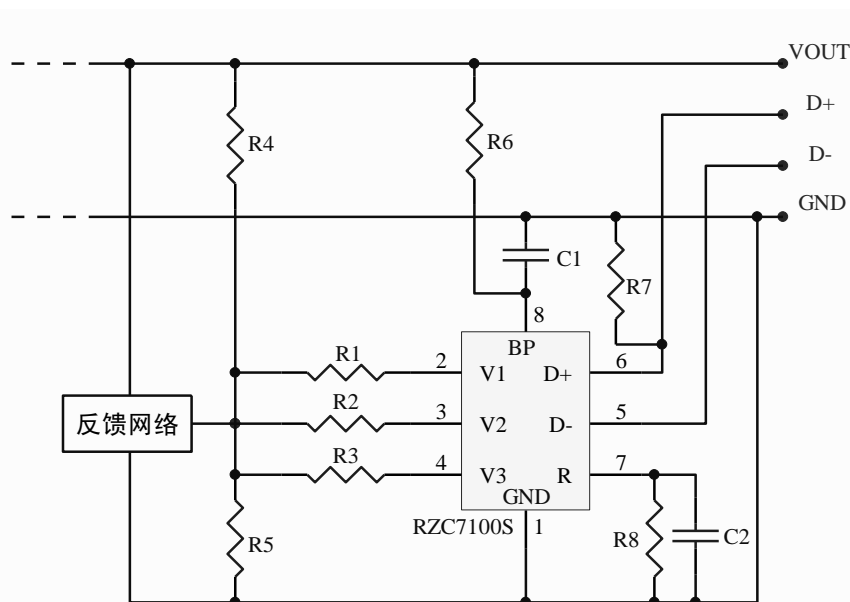 VOUT
D+
R4
R6
D-
GND
C1
R7
8
BP
R1
2
V1
D+
6
反馈网络
R2
3
V2
D-
5
R3
4
V3
R
7
GND
RZC7100S
1
R5
R8
C2